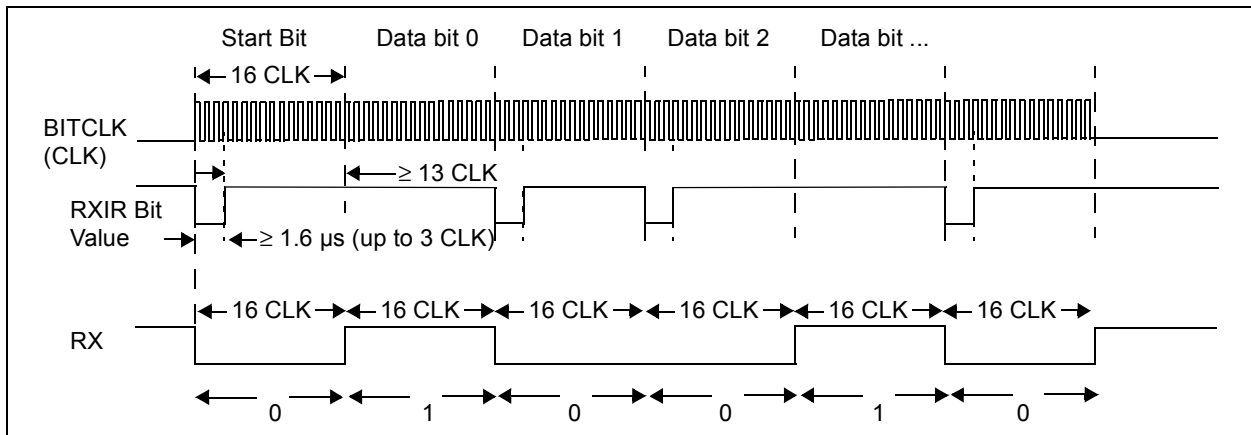 Start Bit Data bit 0 Data bit 1 Data bit 2 Data bit ...
16 CLK
BITCLK
(CLK)
≥ 13 CLK
RXIR Bit
Value
≥ 1.6 µs (up to 3 CLK)
16 CLK 16 CLK 16 CLK 16 CLK 16 CLK 16 CLK
RX
0 1 0 0 1 0